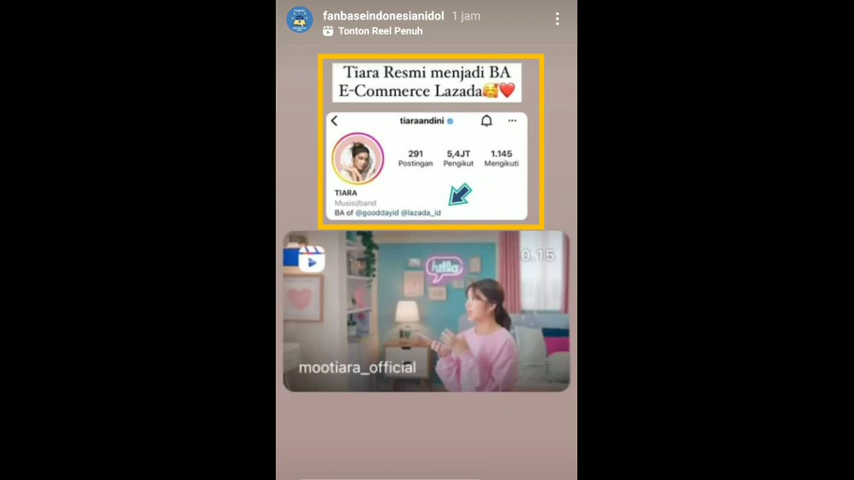 fanbaseindonesianidol 1 jam
Tonton Reel Penuh
Tiara Resmi menjadi BA
E-Commerce Lazada🥰❤️
tiaraandini
291 5,4JT 1.145
Postingan Pengikut Mengikuti
TIARA
Musisi/band
BA of @gooddayid @lazada_id
0.15
hello
mootiara_official